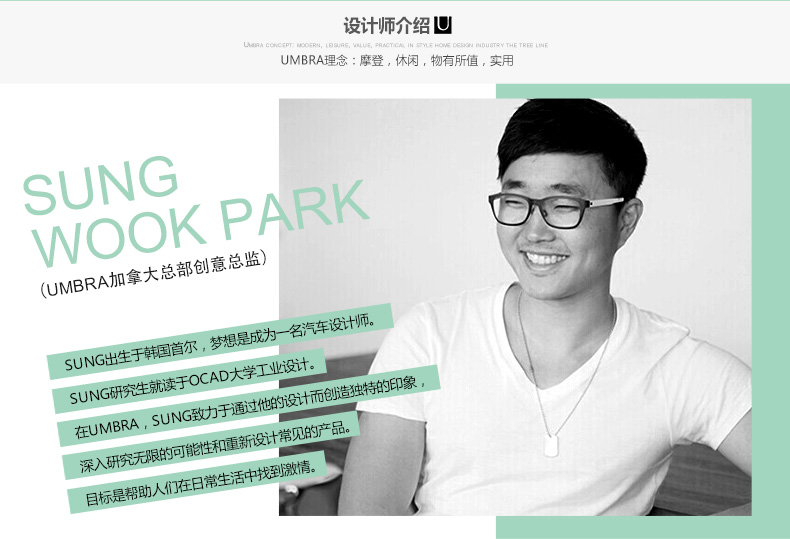 设计师介绍 U
UMBRA CONCEPT: MODERN, LEISURE, VALUE, PRACTICAL IN STYLE HOME DESIGN INDUSTRY THE TREE LINE
UMBRA理念：摩登，休闲，物有所值，实用
SUNG
WOOK PARK
（UMBRA加拿大总部创意总监）
SUNG出生于韩国首尔，梦想是成为一名汽车设计师。
SUNG研究生就读于OCAD大学工业设计。
在UMBRA，SUNG致力于通过他的设计而创造独特的印象，
深入研究无限的可能性和重新设计常见的产品。
目标是帮助人们在日常生活中找到激情。